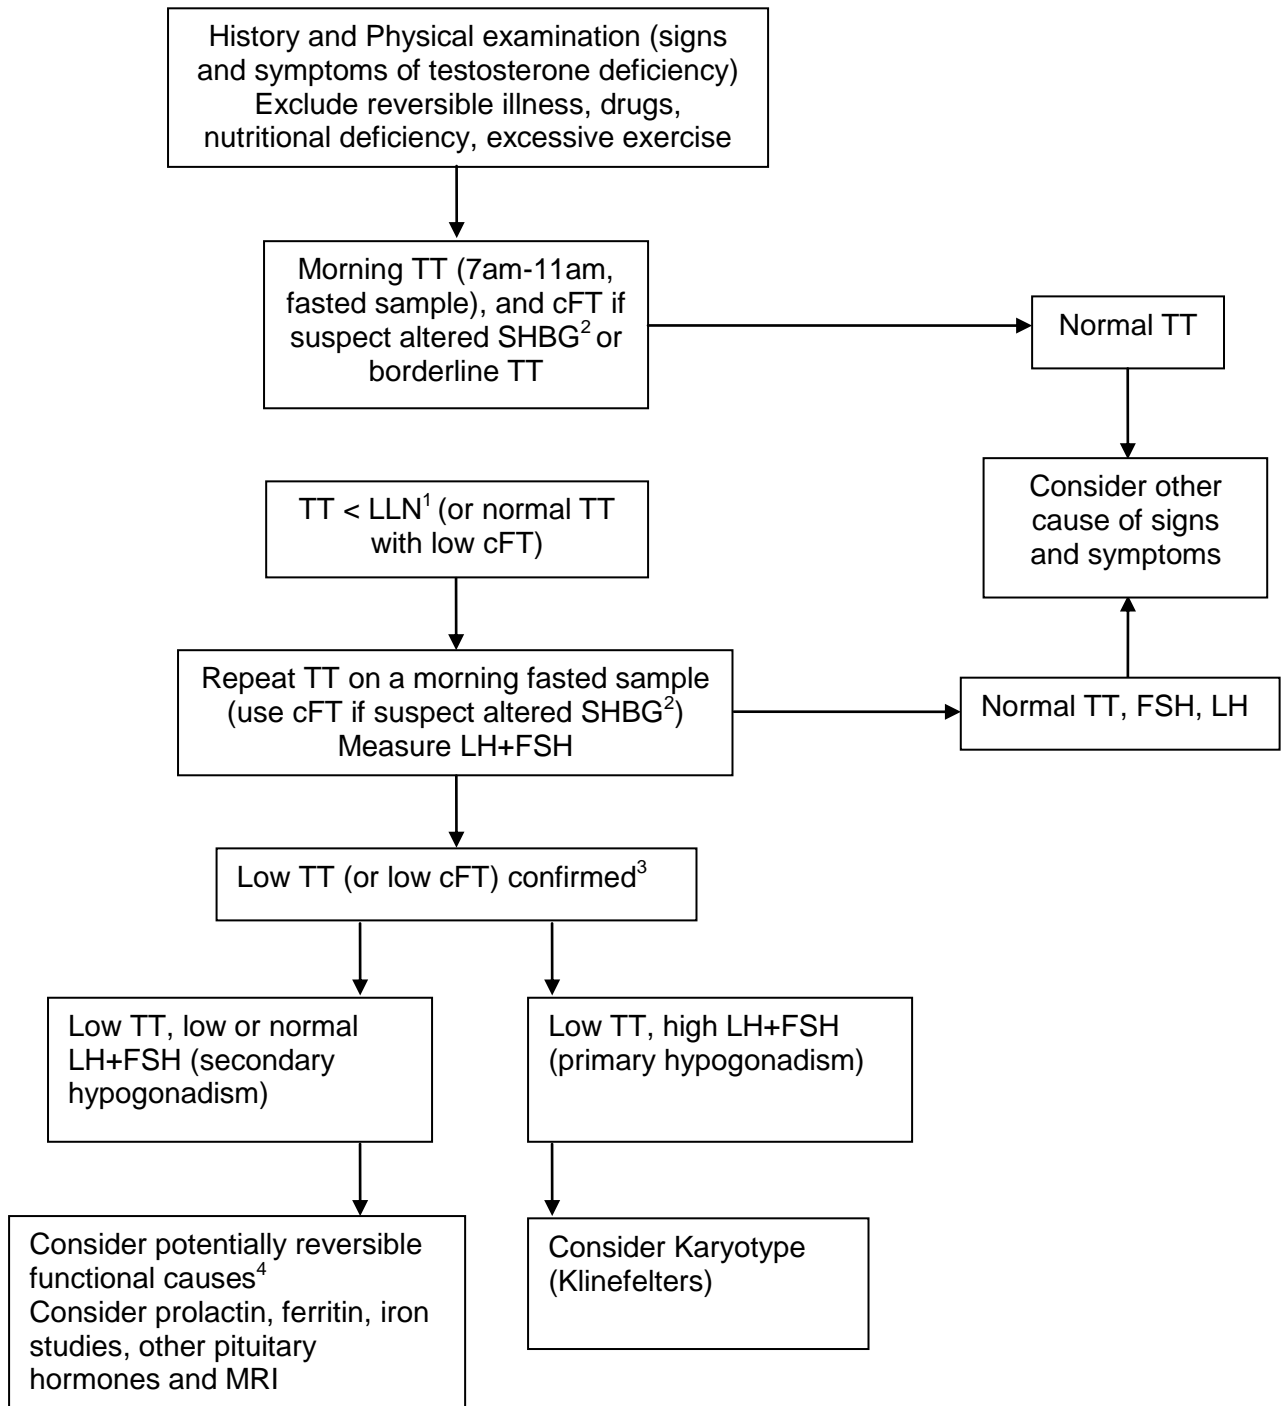 History and Physical examination (signs
and symptoms of testosterone deficiency)
Exclude reversible illness, drugs,
nutritional deficiency, excessive exercise
Morning TT (7am-11am,
fasted sample), and cFT if
suspect altered SHBG² or
borderline TT
Normal TT
Consider other
cause of signs
and symptoms
TT < LLN¹ (or normal TT
with low cFT)
Repeat TT on a morning fasted sample
(use cFT if suspect altered SHBG²)
Measure LH+FSH
Normal TT, FSH, LH
Low TT (or low cFT) confirmed³
Low TT, low or normal
LH+FSH (secondary
hypogonadism)
Low TT, high LH+FSH
(primary hypogonadism)
Consider potentially reversible
functional causes⁴
Consider prolactin, ferritin, iron
studies, other pituitary
hormones and MRI
Consider Karyotype
(Klinefelters)